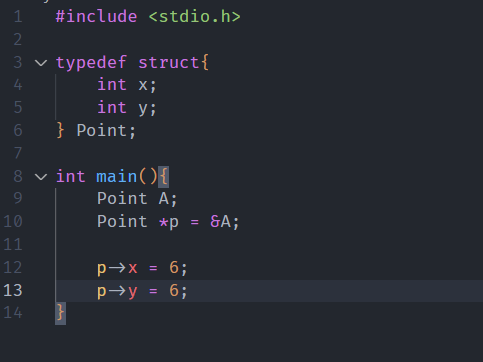 1 #include <stdio.h>
2
3 typedef struct{
4 int x;
5 int y;
6 } Point;
7
8 int main(){
9 Point A;
10 Point *p = &A;
11
12 p->x = 6;
13 p->y = 6;
14 }